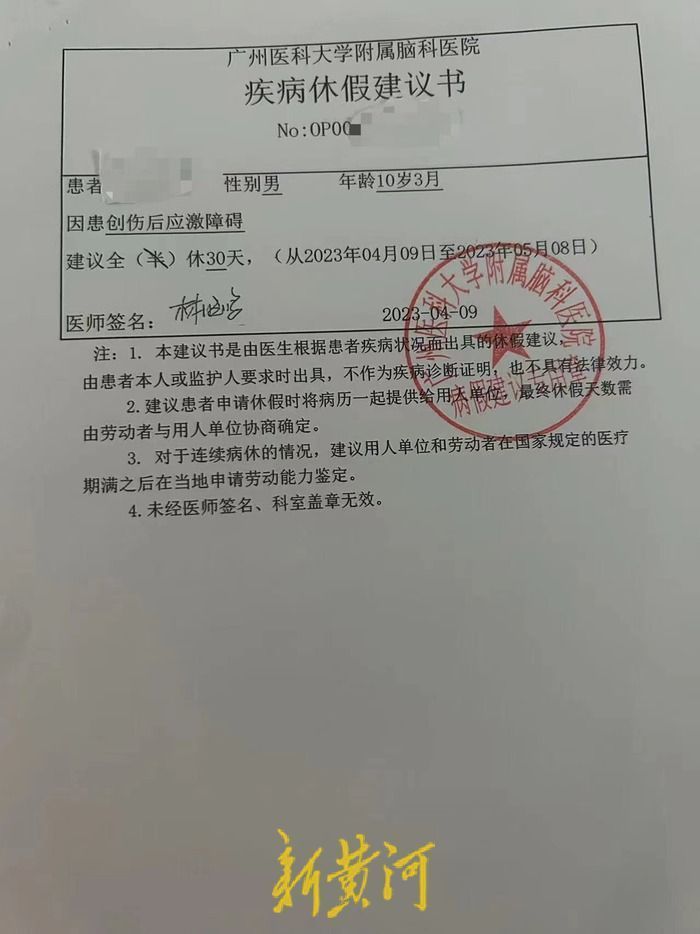 广州医科大学附属脑科医院
疾病休假建议书
No:OP00
患者 性别男 年龄10岁3月
因患创伤后应激障碍
建议全（半）休30天，（从2023年04月09日至2023年05月08日）
医师签名： 2023-04-09
广州医科大学附属脑科医院
病假建议专用章
注：1. 本建议书是由医生根据患者疾病状况而出具的休假建议，
由患者本人或监护人要求时出具，不作为疾病诊断证明，也不具有法律效力。
2.建议患者申请休假时将病历一起提供给用人单位，最终休假天数需
由劳动者与用人单位协商确定。
3. 对于连续病休的情况，建议用人单位和劳动者在国家规定的医疗
期满之后在当地申请劳动能力鉴定。
4.未经医师签名、科室盖章无效。
新黄河